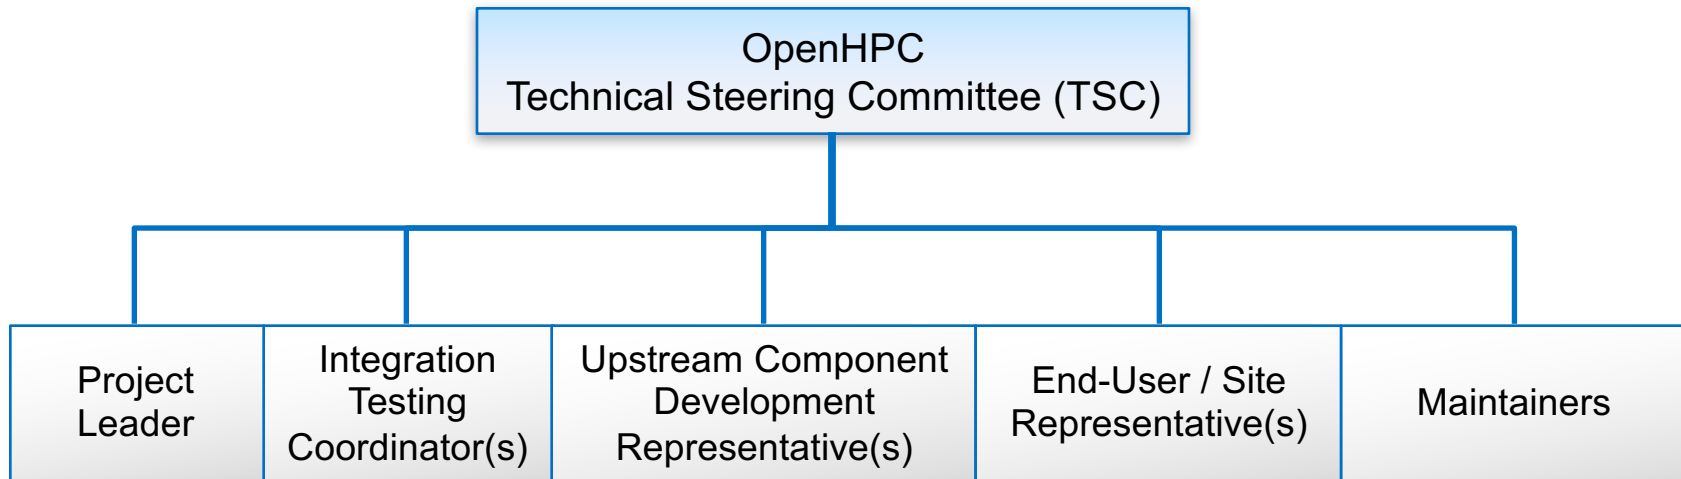 OpenHPC
Technical Steering Committee (TSC)
Project
Leader
Integration
Testing
Coordinator(s)
Upstream Component
Development
Representative(s)
End-User / Site
Representative(s)
Maintainers